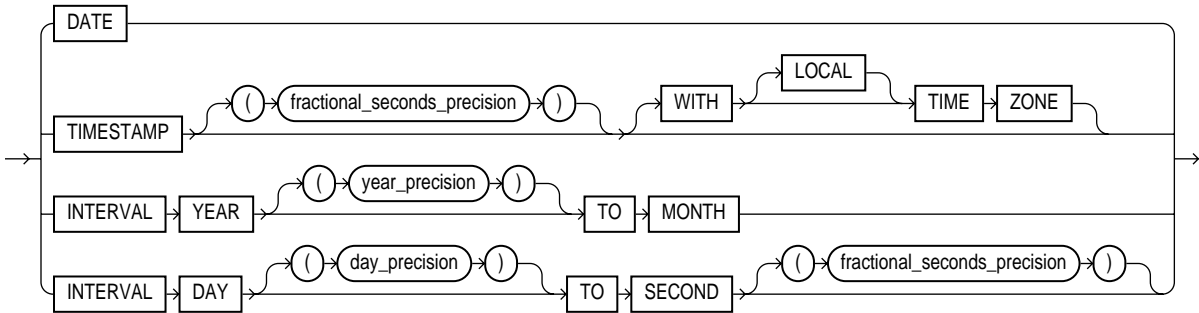 DATE
LOCAL
( fractional_seconds_precision ) WITH TIME ZONE
TIMESTAMP
( year_precision )
INTERVAL YEAR TO MONTH
( day_precision ) ( fractional_seconds_precision )
INTERVAL DAY TO SECOND